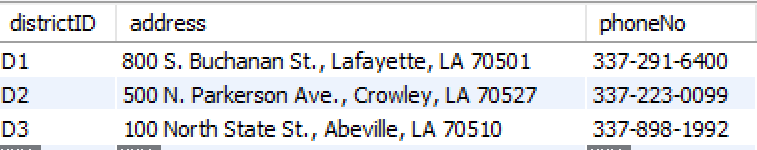 districtID address phoneNo
D1 800 S. Buchanan St., Lafayette, LA 70501 337-291-6400
D2 500 N. Parkerson Ave., Crowley, LA 70527 337-223-0099
D3 100 North State St., Abeville, LA 70510 337-898-1992